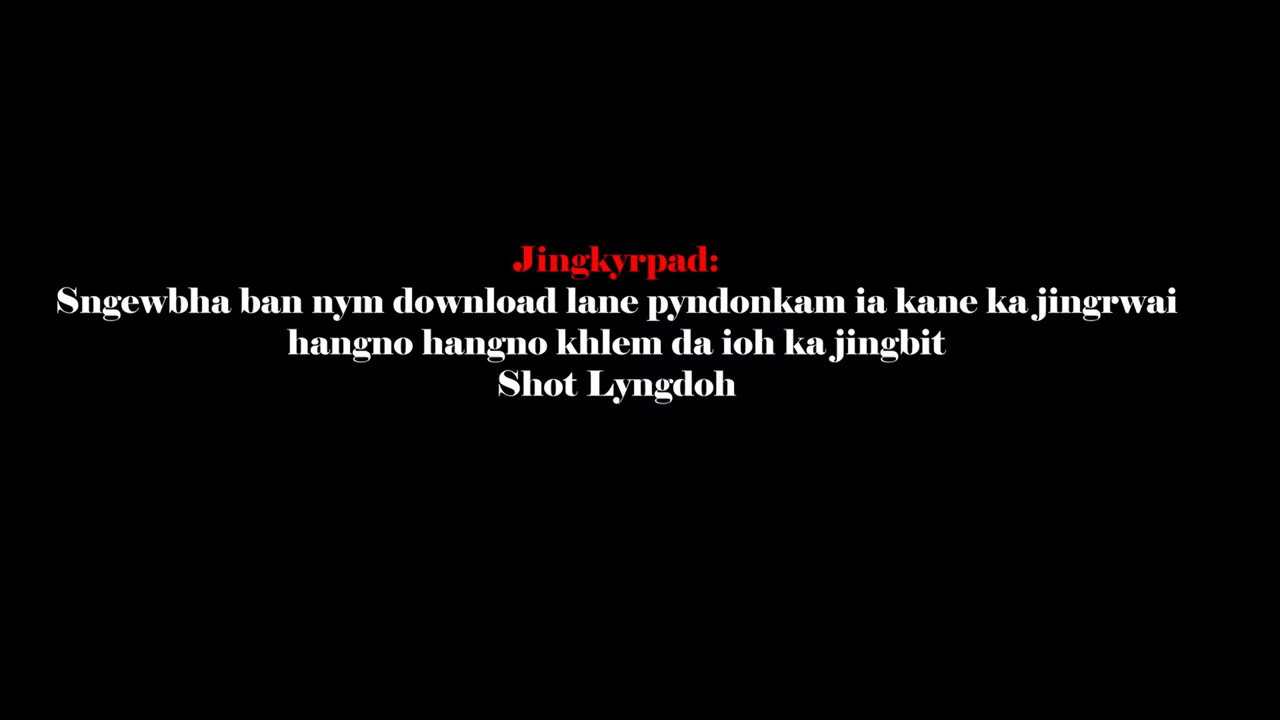 Jingkyrpad:
Sngewbha ban nym download lane pyndonkam ia kane ka jingrwai
hangno hangno khlem da ioh ka jingbit
Shot Lyngdoh